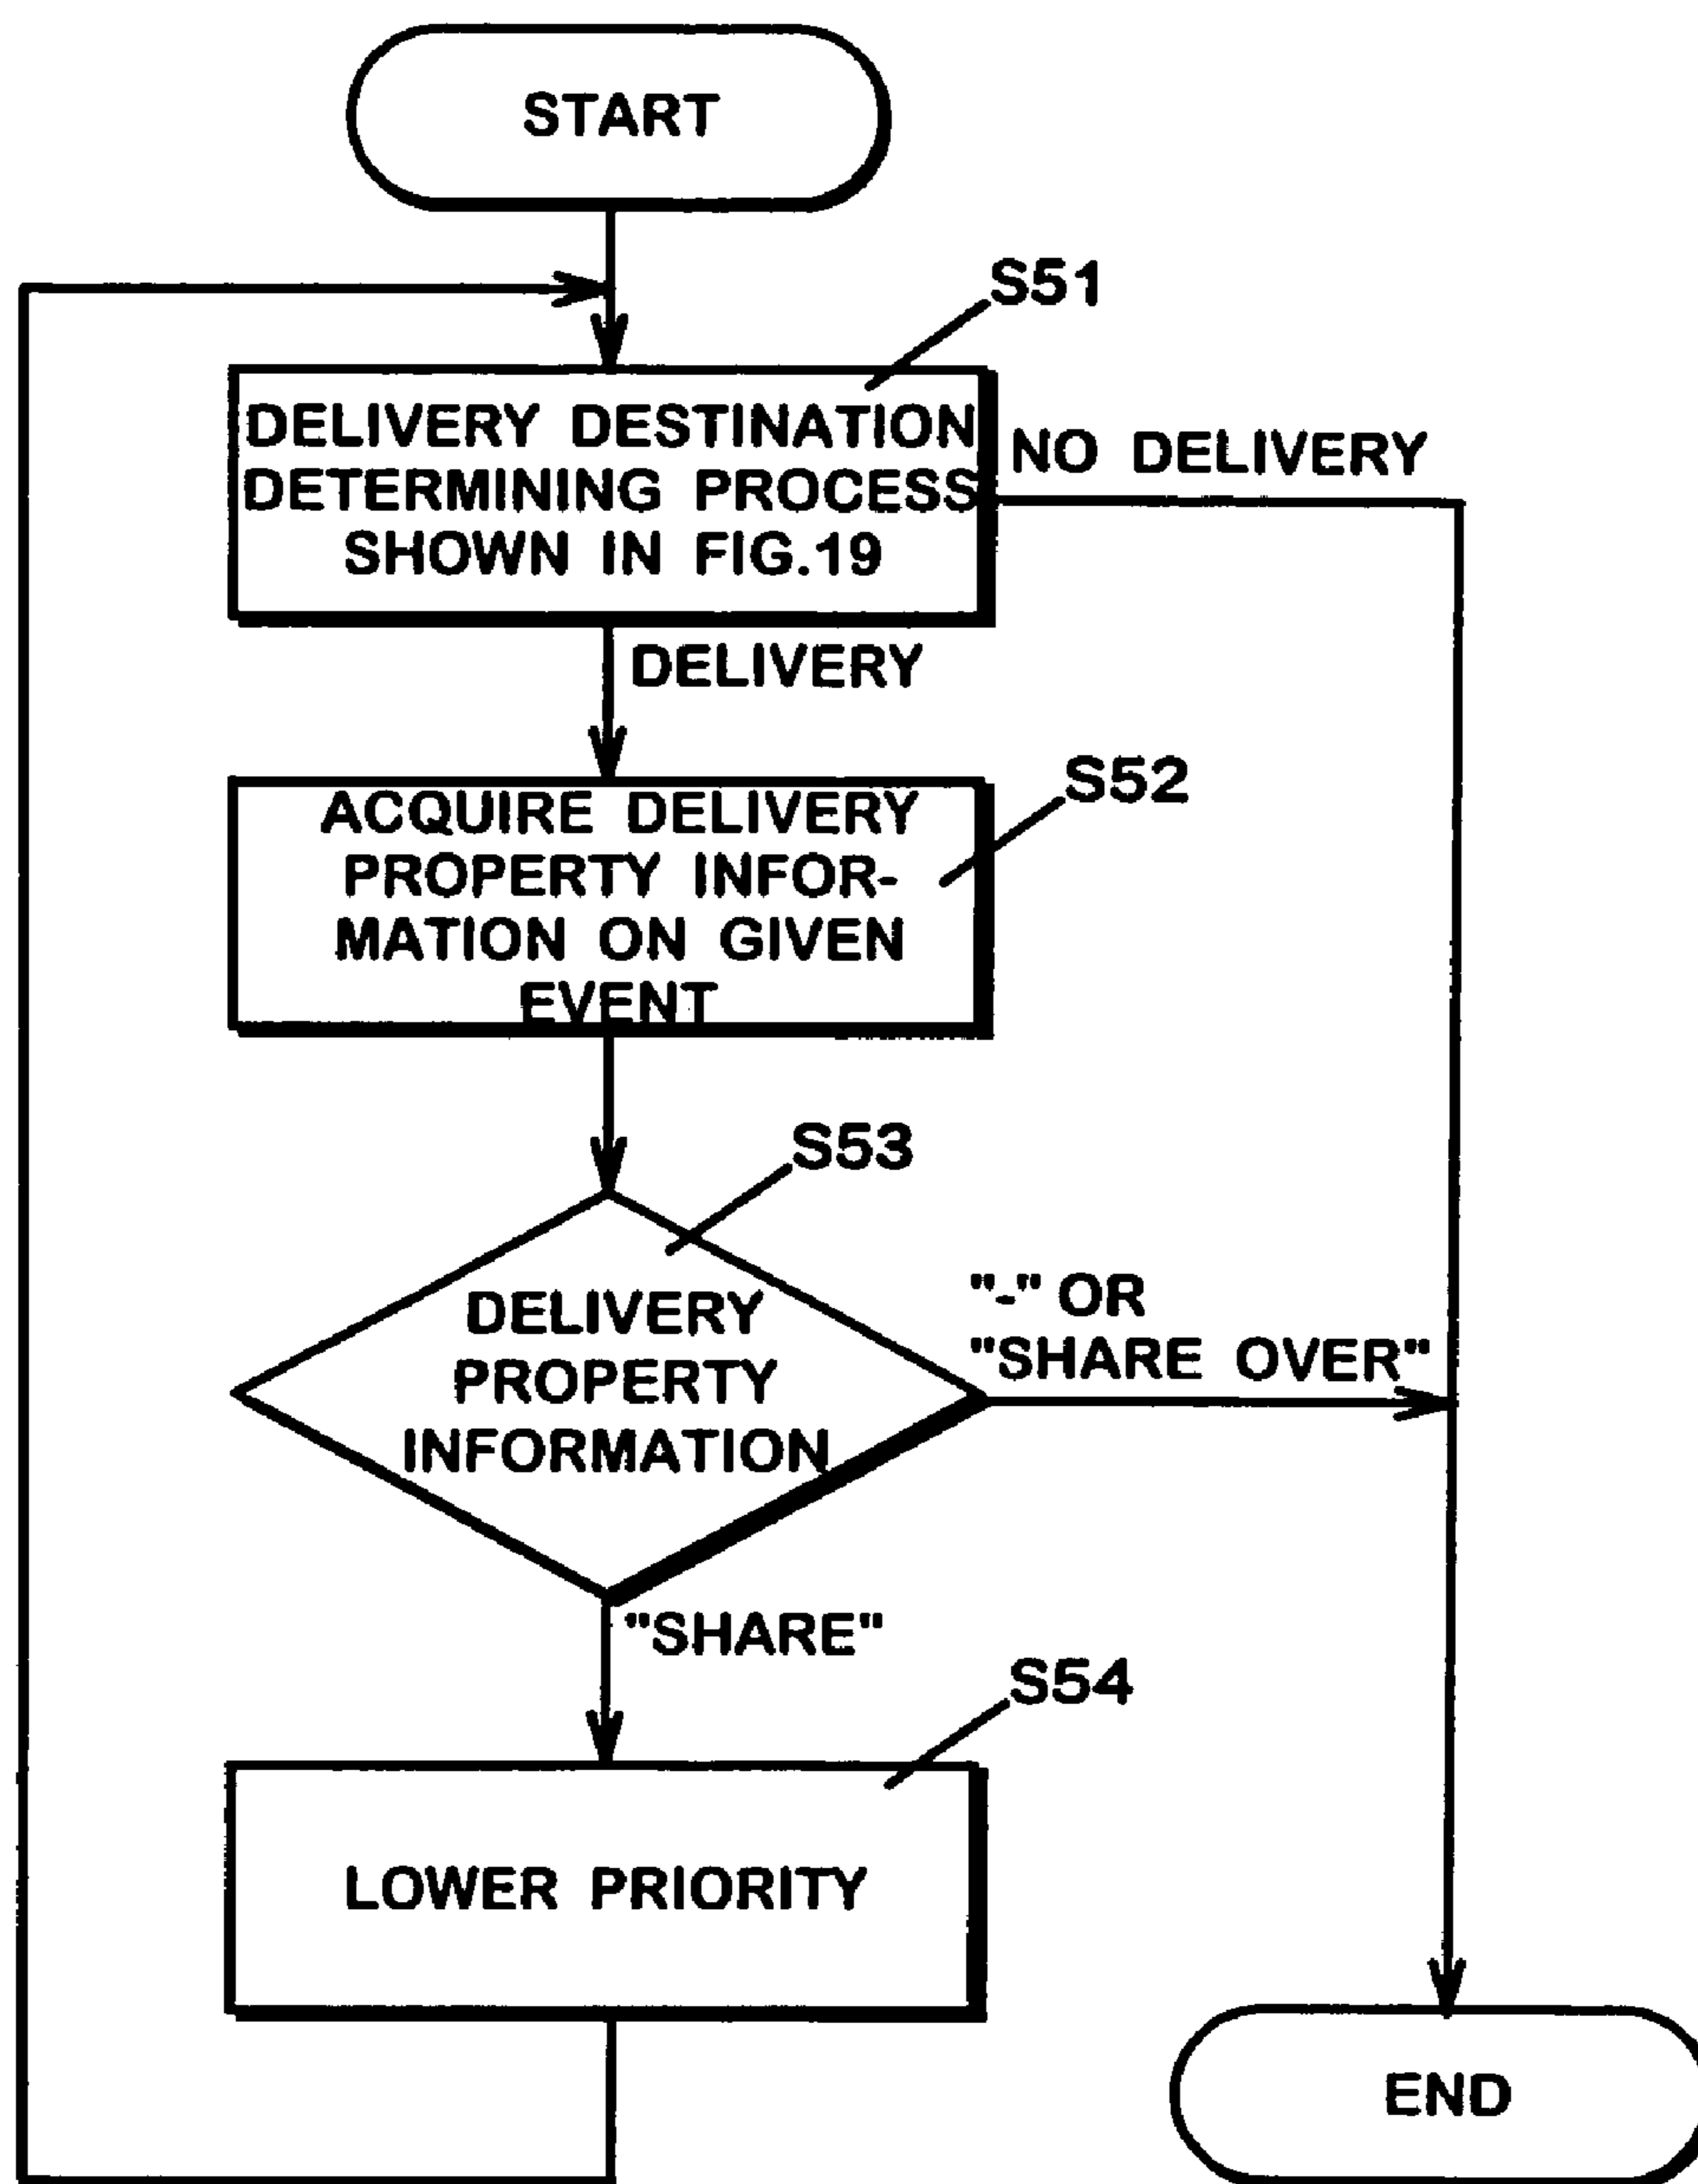 START
S51
DELIVERY DESTINATION
DETERMINING PROCESS
SHOWN IN FIG.19
NO DELIVERY
DELIVERY
S52
ACQUIRE DELIVERY
PROPERTY INFOR-
MATION ON GIVEN
EVENT
S53
DELIVERY
PROPERTY
INFORMATION
"-" OR
"SHARE OVER"
"SHARE"
S54
LOWER PRIORITY
END